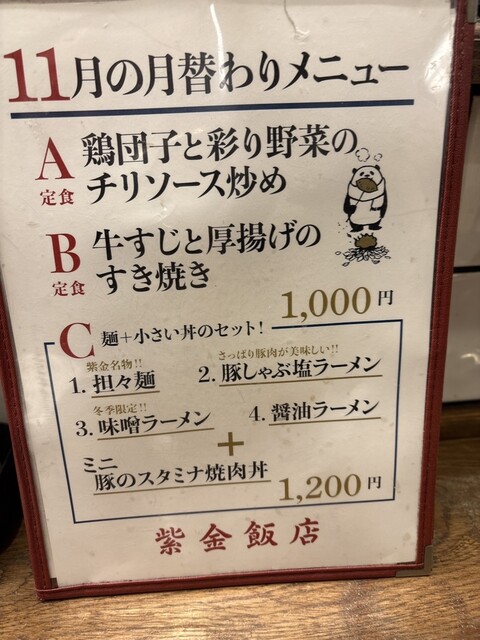 11月の月替わりメニュー
A 定食
鶏団子と彩り野菜の
チリソース炒め
B 定食
牛すじと厚揚げの
すき焼き
1,000円
C 麺+小さい丼のセット!
紫金名物!!
1. 担々麺
さっぱり豚肉が美味しい!!
2. 豚しゃぶ塩ラーメン
冬季限定!!
3. 味噌ラーメン
4. 醤油ラーメン
+
ミニ
豚のスタミナ焼肉丼
1,200円
紫金飯店